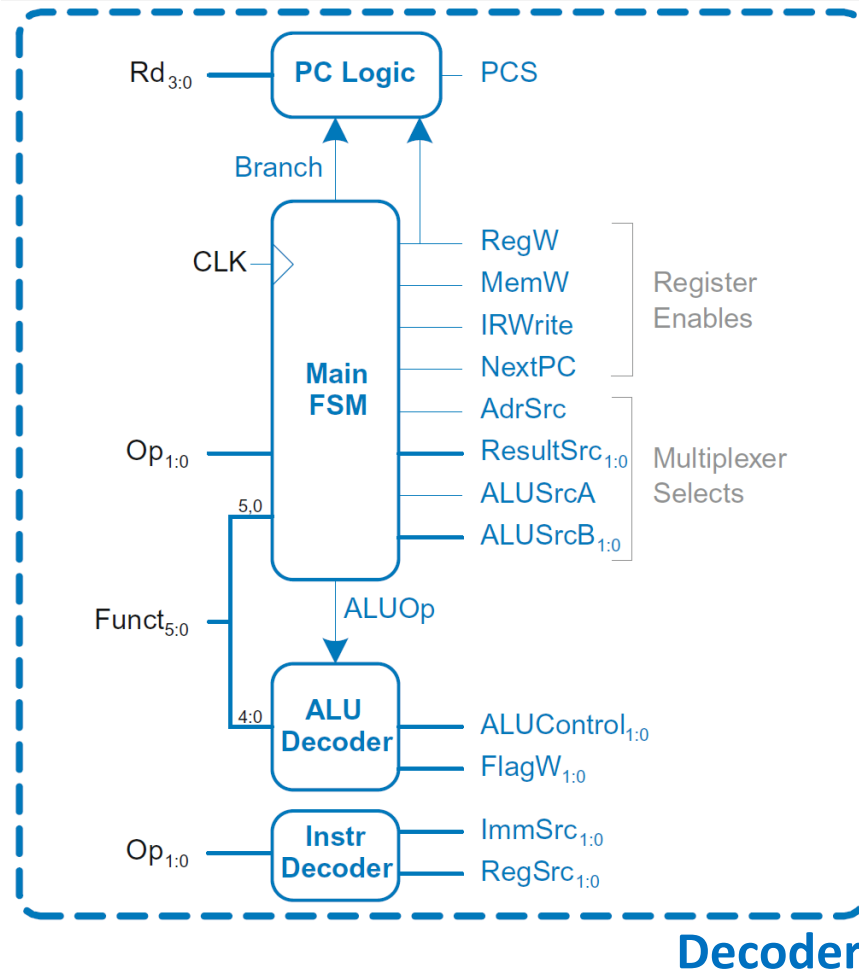 Rd3:0
PC Logic
PCS
Branch
CLK
RegW
MemW
IRWrite
NextPC
Register
Enables
Main
FSM
AdrSrc
Op1:0
ResultSrc1:0
ALUSrcA
ALUSrcB1:0
Multiplexer
Selects
5,0
Funct5:0
ALUOp
4:0
ALU
Decoder
ALUControl1:0
FlagW1:0
Op1:0
Instr
Decoder
ImmSrc1:0
RegSrc1:0
Decoder